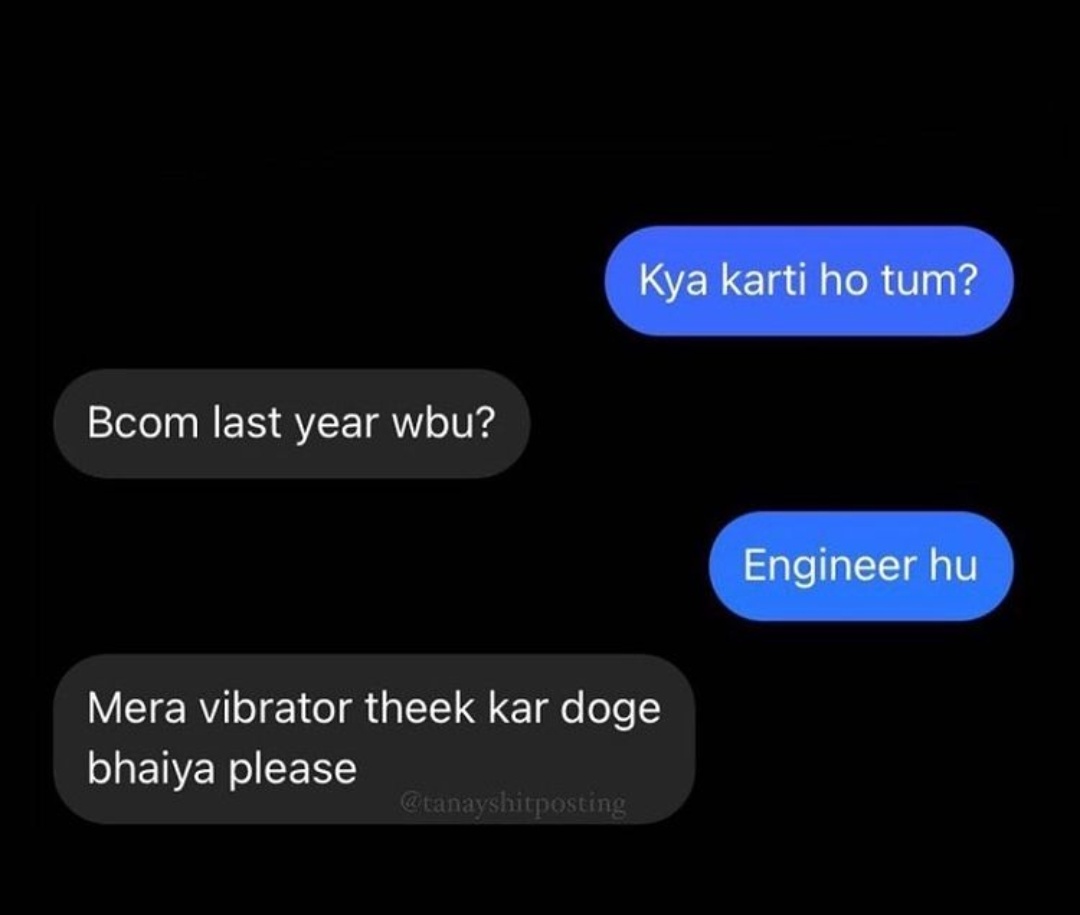 Kya karti ho tum?
Bcom last year wbu?
Engineer hu
Mera vibrator theek kar doge
bhaiya please
@tanayshitposting